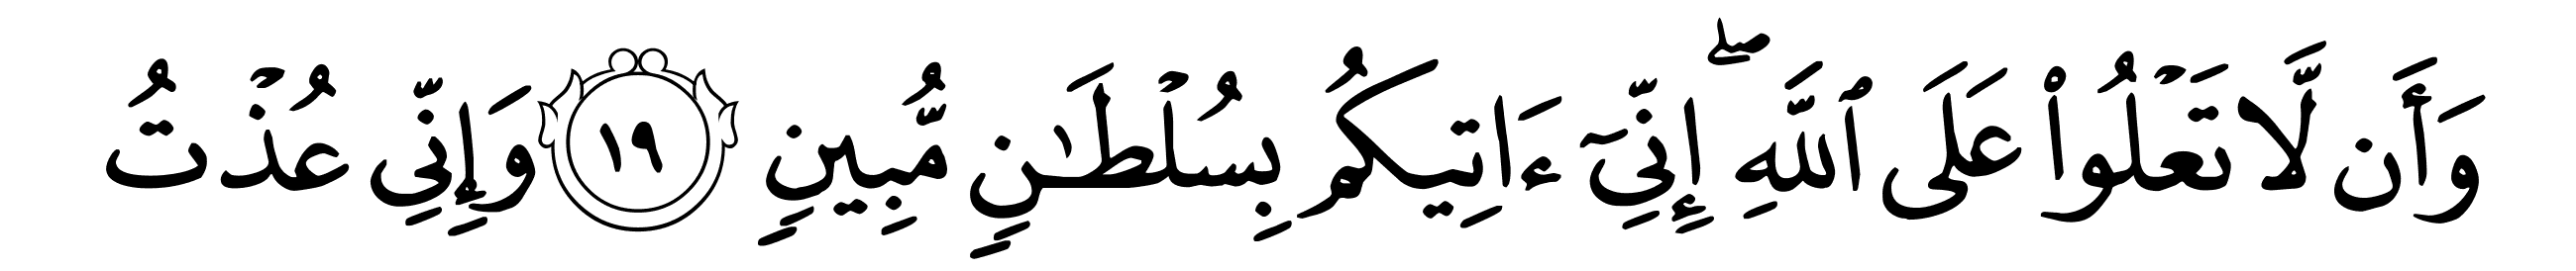 وَأَن لَّا تَعۡلُواْ عَلَى ٱللَّهِۖ إِنِّيٓ ءَاتِيكُم بِسُلۡطَٰنٖ مُّبِينٖ ١٩ وَإِنِّي عُذۡتُ